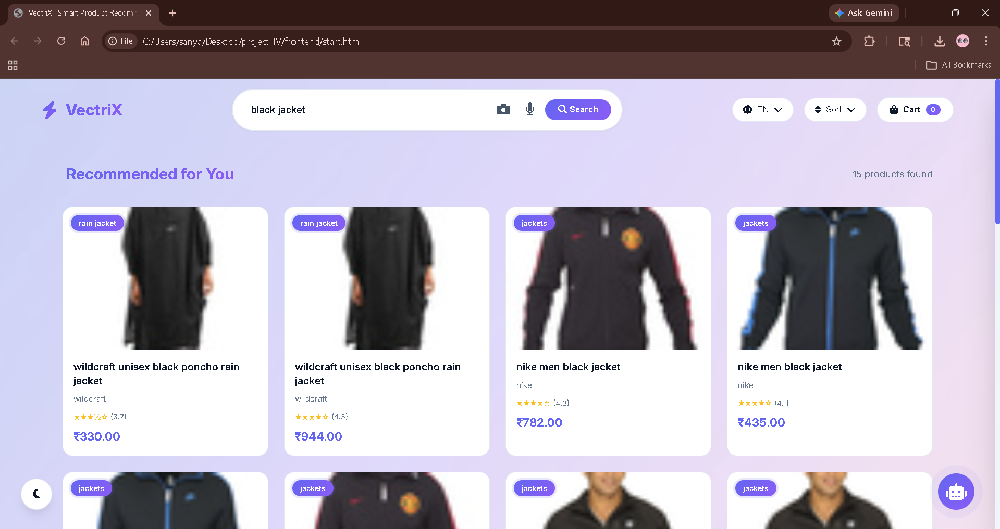 VectriX | Smart Product Recomm
Ask Gemini
File
C:/Users/sanya/Desktop/project-IV/frontend/start.html
All Bookmarks
VectriX
black jacket
Search
EN
Sort
Cart 0
Recommended for You
15 products found
rain jacket
wildcraft unisex black poncho rain
jacket
wildcraft
★★★½☆ (3.7)
₹330.00
rain jacket
wildcraft unisex black poncho rain
jacket
wildcraft
★★★★☆ (4.3)
₹944.00
jackets
nike men black jacket
nike
★★★★☆ (4.3)
₹782.00
jackets
nike men black jacket
nike
★★★★☆ (4.1)
₹435.00
jackets
jackets
jackets
jackets